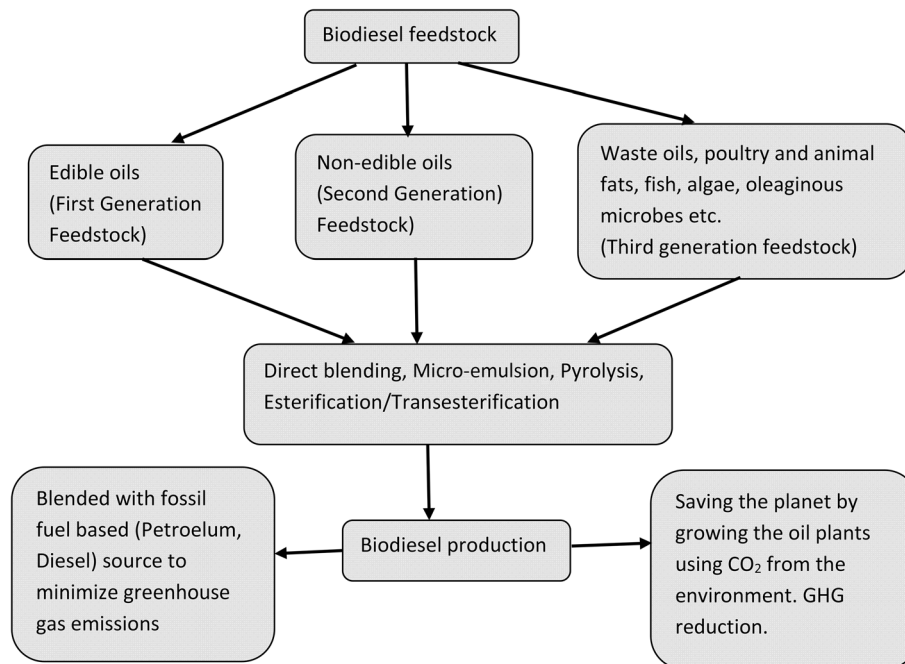 Biodiesel feedstock
Edible oils
(First Generation
Feedstock)
Non-edible oils
(Second Generation)
Feedstock)
Waste oils, poultry and animal
fats, fish, algae, oleaginous
microbes etc.
(Third generation feedstock)
Direct blending, Micro-emulsion, Pyrolysis,
Esterification/Transesterification
Blended with fossil
fuel based (Petroelum,
Diesel) source to
minimize greenhouse
gas emissions
Biodiesel production
Saving the planet by
growing the oil plants
using CO₂ from the
environment. GHG
reduction.